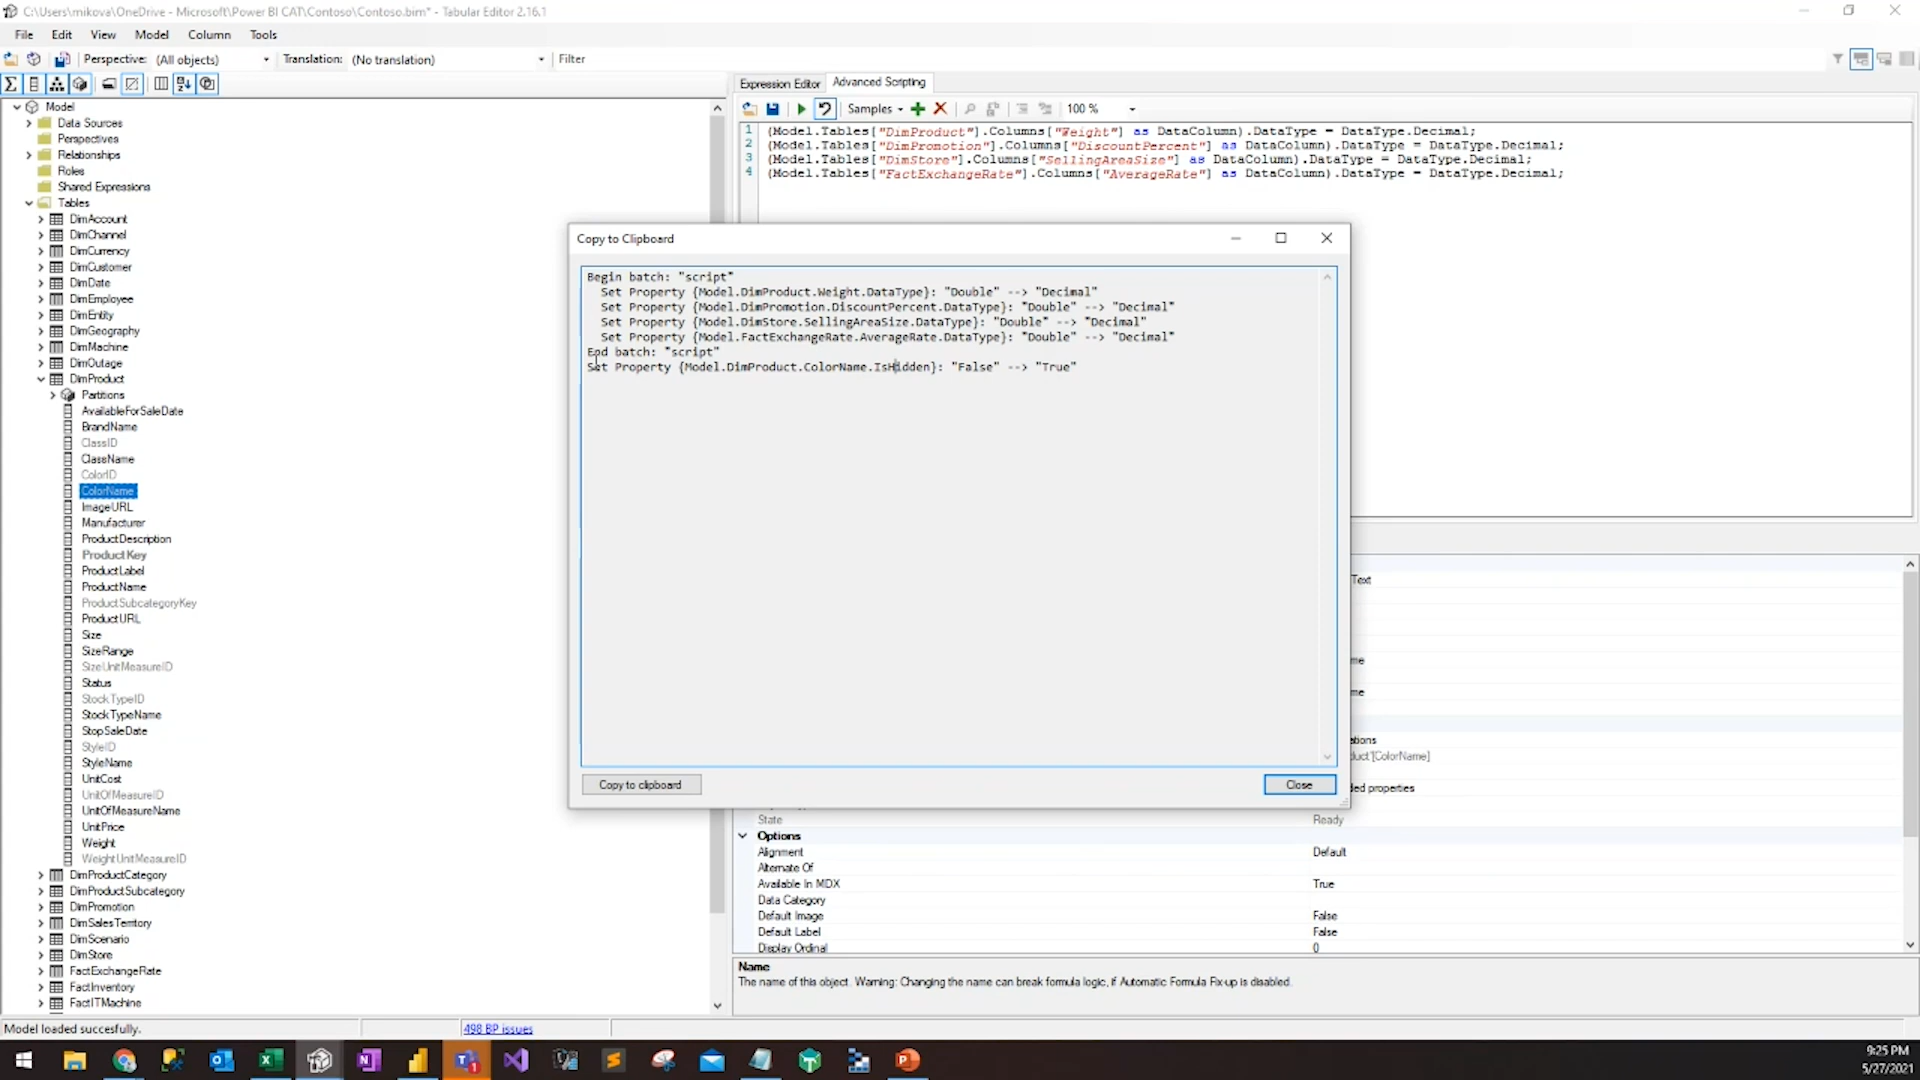 C:\Users\mikova\OneDrive - Microsoft\Power BI CAT\Contoso\Contoso.bim* - Tabular Editor 2.16.1
File Edit View Model Column Tools
Perspective: (All objects) Translation: (No translation) Filter
Expression Editor Advanced Scripting
Samples 100 %
1 (Model.Tables["DimProduct"].Columns["Weight"] as DataColumn).DataType = DataType.Decimal;
2 (Model.Tables["DimPromotion"].Columns["DiscountPercent"] as DataColumn).DataType = DataType.Decimal;
3 (Model.Tables["DimStore"].Columns["SellingAreaSize"] as DataColumn).DataType = DataType.Decimal;
4 (Model.Tables["FactExchangeRate"].Columns["AverageRate"] as DataColumn).DataType = DataType.Decimal;
Model
Data Sources
Perspectives
Relationships
Roles
Shared Expressions
Tables
DimAccount
DimChannel
DimCurrency
DimCustomer
DimDate
DimEmployee
DimEntity
DimGeography
DimMachine
DimOutage
DimProduct
Partitions
AvailableForSaleDate
BrandName
ClassID
ClassName
ColorID
ColorName
ImageURL
Manufacturer
ProductDescription
ProductKey
ProductLabel
ProductName
ProductSubcategoryKey
ProductURL
Size
SizeRange
SizeUnitMeasureID
Status
StockTypeID
StockTypeName
StopSaleDate
StyleID
StyleName
UnitCost
UnitOfMeasureID
UnitOfMeasureName
UnitPrice
Weight
WeightUnitMeasureID
DimProductCategory
DimProductSubcategory
DimPromotion
DimSalesTerritory
DimScenario
DimStore
FactExchangeRate
FactInventory
FactITMachine
Copy to Clipboard
Begin batch: "script"
Set Property {Model.DimProduct.Weight.DataType}: "Double" --> "Decimal"
Set Property {Model.DimPromotion.DiscountPercent.DataType}: "Double" --> "Decimal"
Set Property {Model.DimStore.SellingAreaSize.DataType}: "Double" --> "Decimal"
Set Property {Model.FactExchangeRate.AverageRate.DataType}: "Double" --> "Decimal"
End batch: "script"
Set Property {Model.DimProduct.ColorName.IsHidden}: "False" --> "True"
Copy to clipboard Close
Text
me
me
ations
duct'[ColorName]
ded properties
State Ready
Options
Alignment Default
Alternate Of
Available In MDX True
Data Category
Default Image False
Default Label False
Display Ordinal 0
Name
The name of this object. Warning: Changing the name can break formula logic, if Automatic Formula Fix-up is disabled.
Model loaded succesfully. 498 BP issues
9:25 PM
5/27/2021